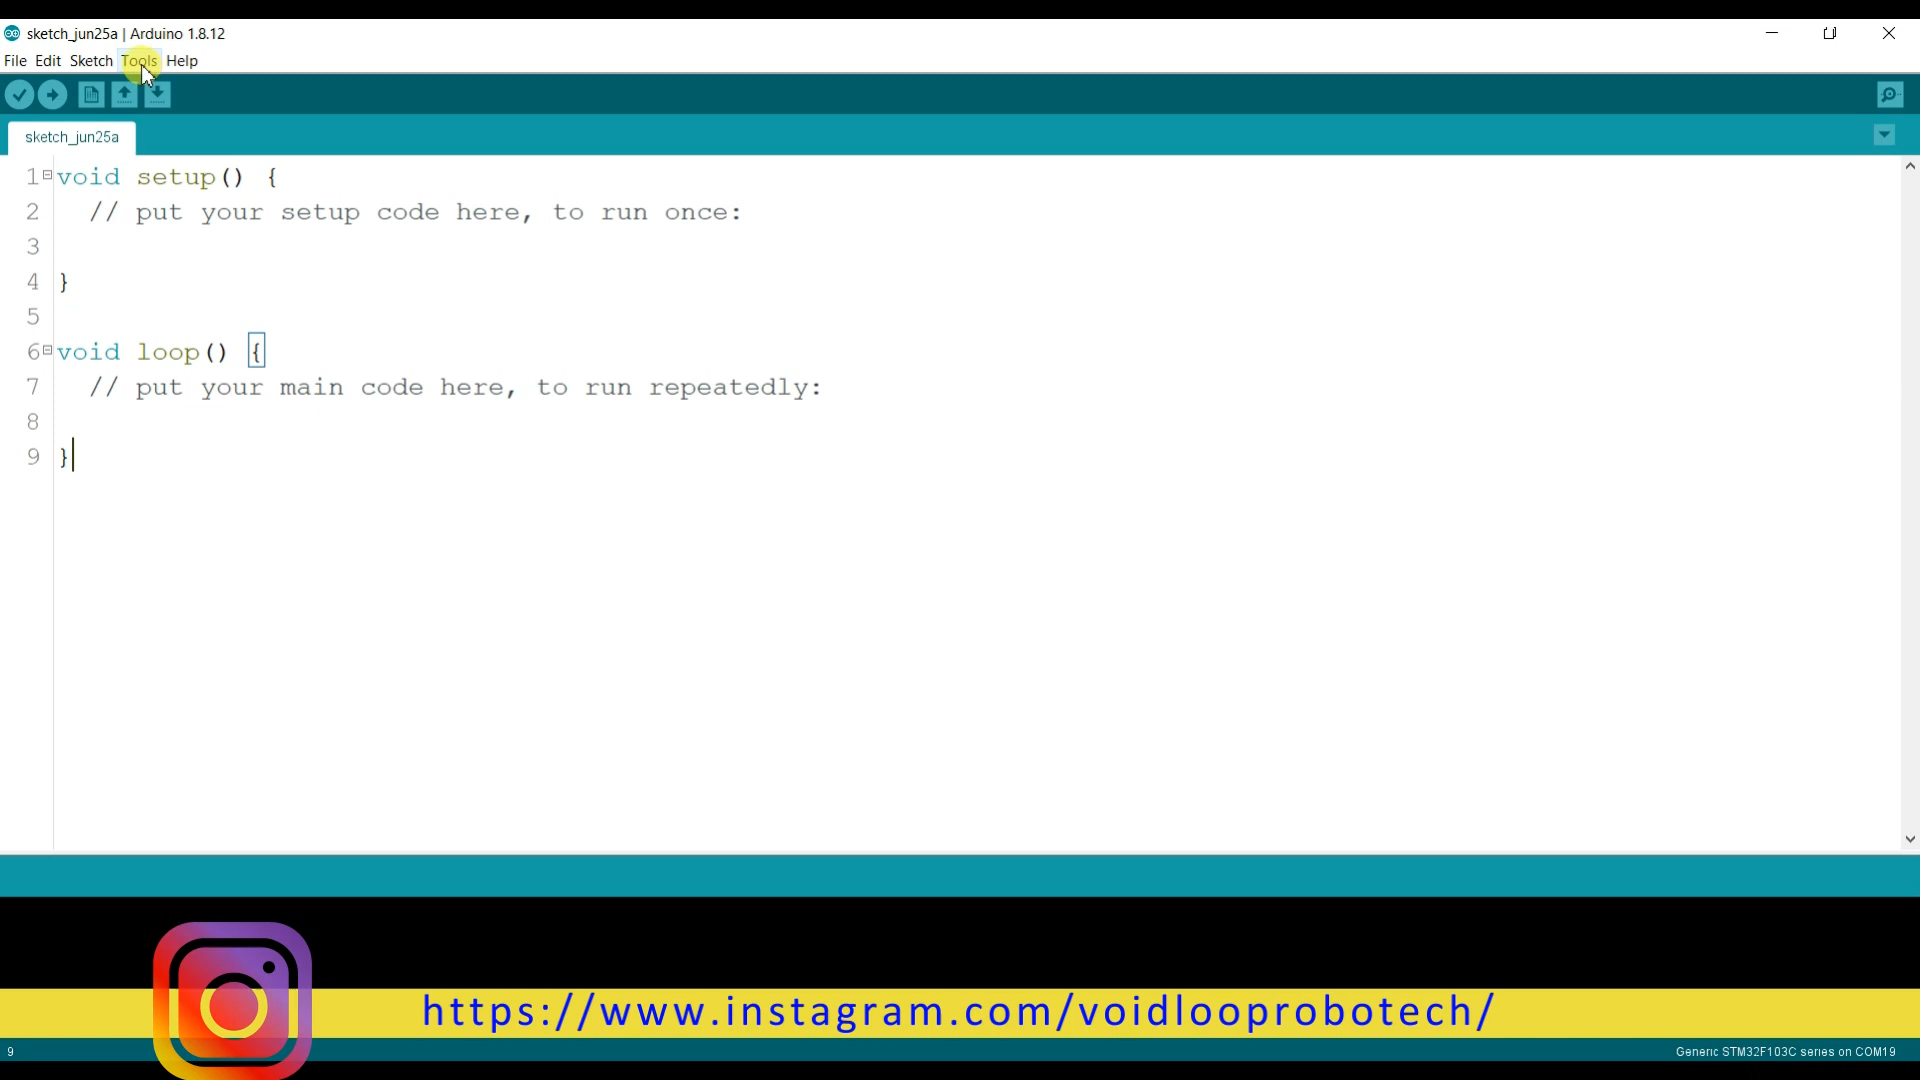 sketch_jun25a | Arduino 1.8.12
File Edit Sketch Tools Help
sketch_jun25a
1 void setup() {
2 // put your setup code here, to run once:
3
4 }
5
6 void loop() {
7 // put your main code here, to run repeatedly:
8
9 }
https://www.instagram.com/voidlooprobotech/
9
Generic STM32F103C series on COM19